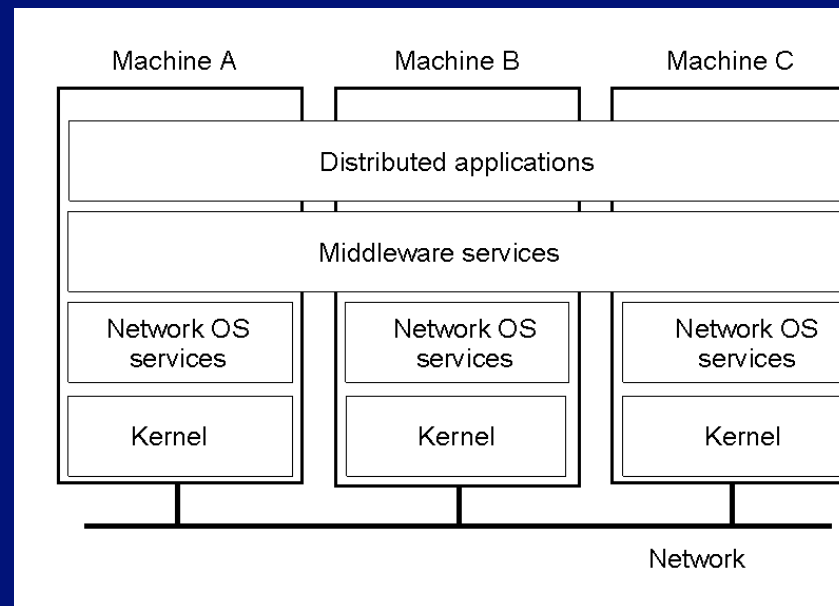 Machine A
Machine B
Machine C
Distributed applications
Middleware services
Network OS
services
Network OS
services
Network OS
services
Kernel
Kernel
Kernel
Network